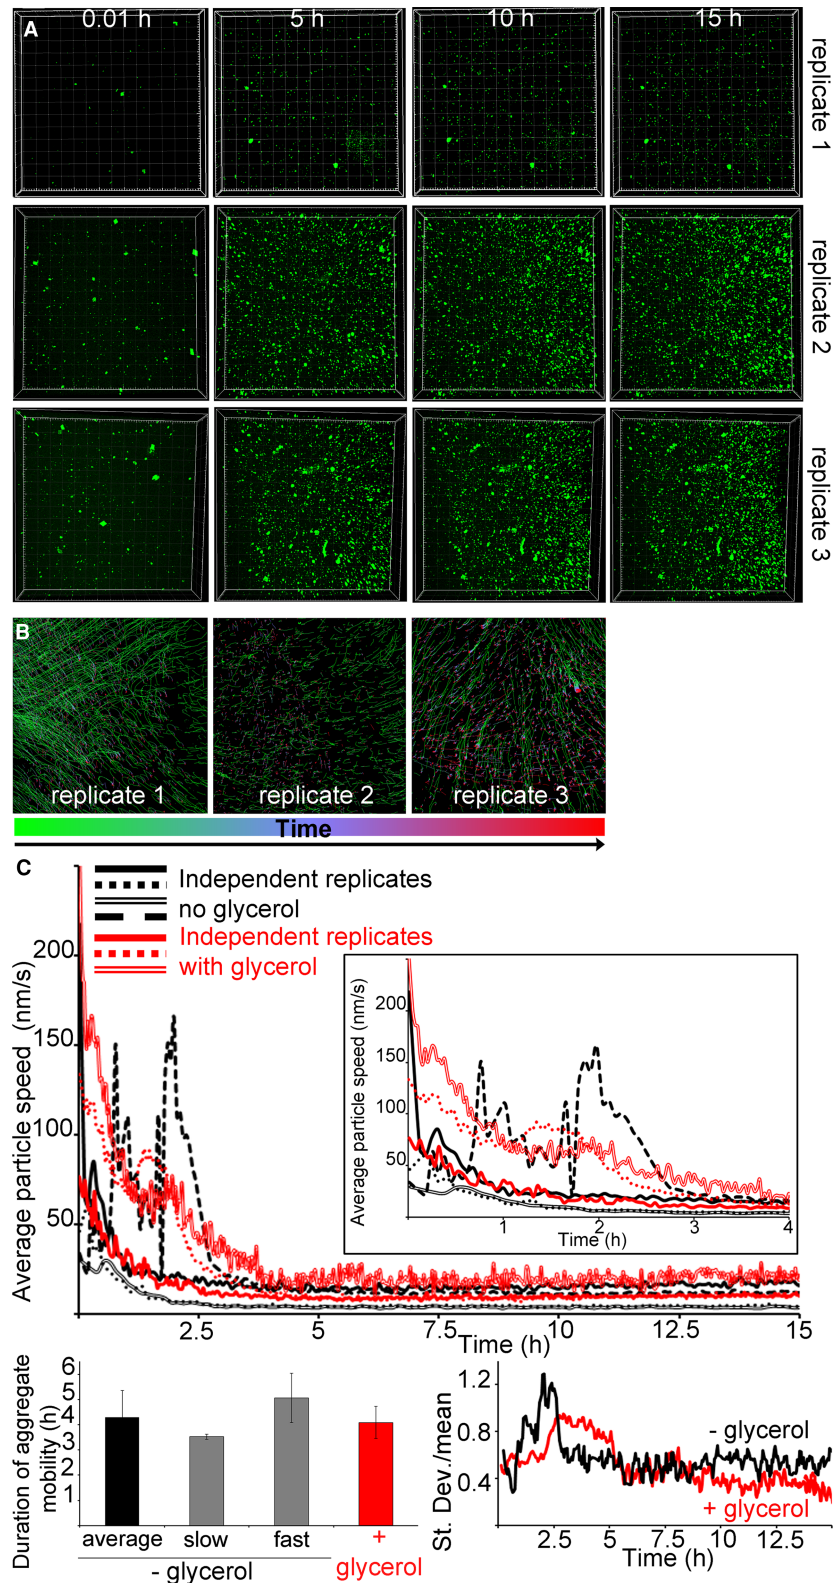 A
0.01 h
5 h
10 h
15 h
replicate 1
replicate 2
replicate 3
B
replicate 1
replicate 2
replicate 3
Time
C
Independent replicates
no glycerol
Independent replicates
with glycerol
Average particle speed (nm/s)
200
150
100
50
2.5
5
7.5
10
12.5
15
Time (h)
Average particle speed (nm/s)
200
150
100
50
1
2
3
4
Time (h)
Duration of aggregate
mobility (h)
6
5
4
3
2
1
average
slow
fast
+
- glycerol
glycerol
St. Dev./mean
1.2
0.8
0.4
- glycerol
+ glycerol
2.5
5
7.5
10
12.5
Time (h)